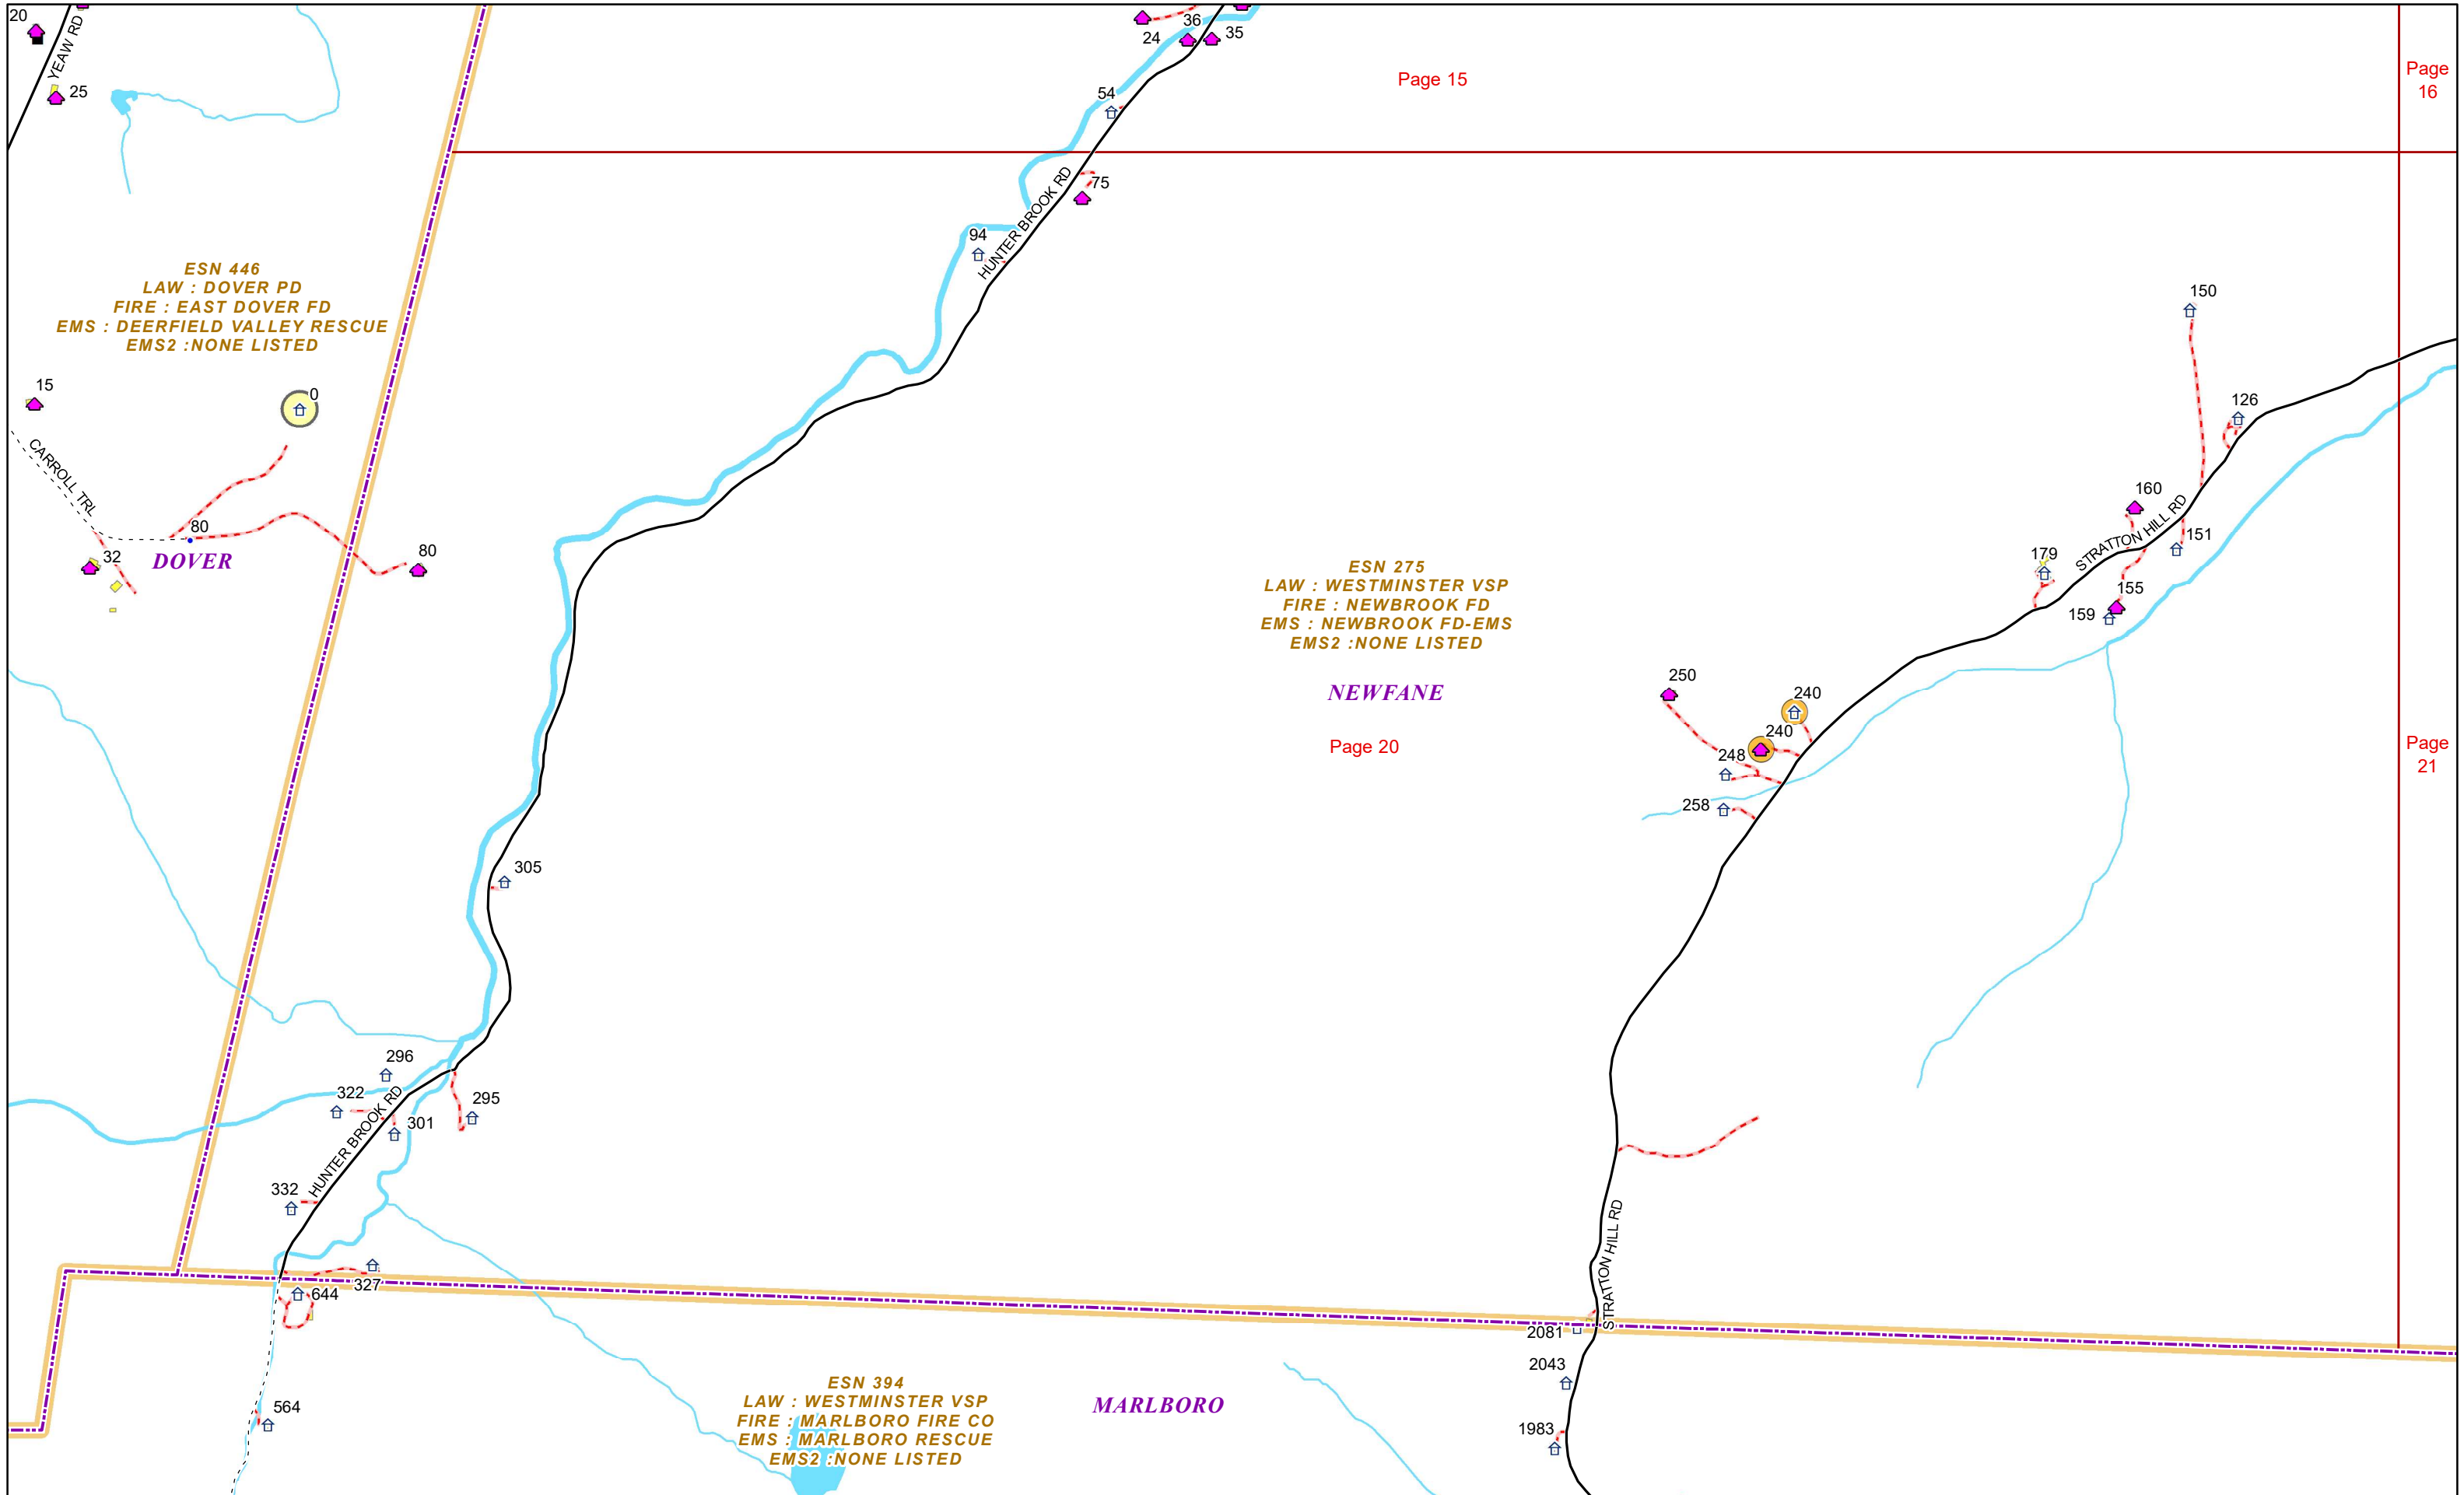 20
YEAW RD
25
24
36
35
Page 15
Page
16
54
HUNTER BROOK RD
75
94
ESN 446
LAW : DOVER PD
FIRE : EAST DOVER FD
EMS : DEERFIELD VALLEY RESCUE
EMS2 :NONE LISTED
15
0
CARROLL TRL
80
32
DOVER
80
150
126
160
STRATTON HILL RD
151
179
155
159
ESN 275
LAW : WESTMINSTER VSP
FIRE : NEWBROOK FD
EMS : NEWBROOK FD-EMS
EMS2 :NONE LISTED
NEWFANE
Page 20
250
240
240
248
258
Page
21
305
296
322
295
301
HUNTER BROOK RD
332
327
644
564
STRATTON HILL RD
2081
2043
1983
ESN 394
LAW : WESTMINSTER VSP
FIRE : MARLBORO FIRE CO
EMS : MARLBORO RESCUE
EMS2 :NONE LISTED
MARLBORO